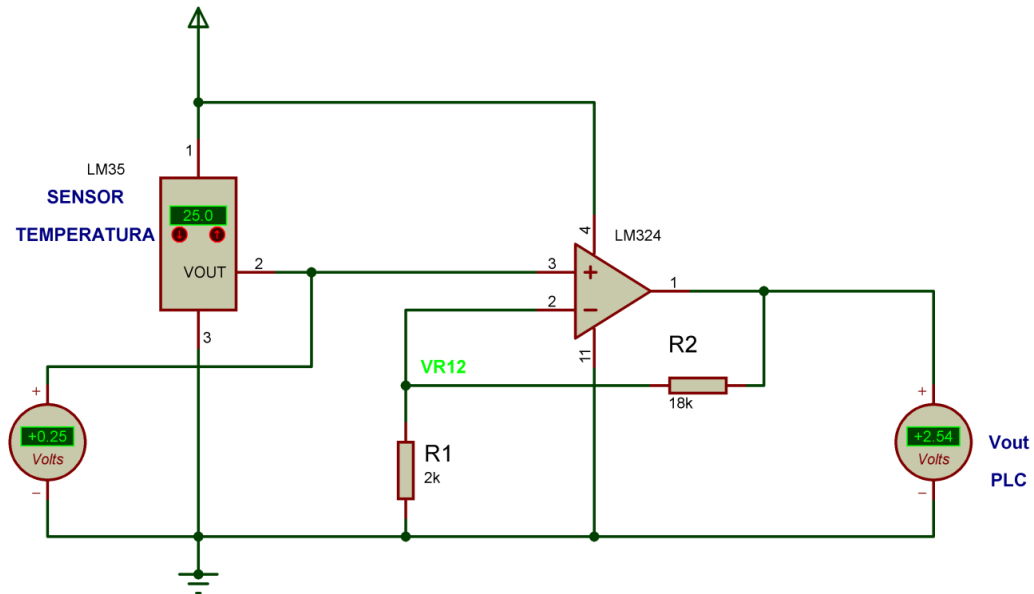 1
LM35
SENSOR
TEMPERATURA
25.0
VOUT
2
3
+
+0.25
Volts
−
VR12
R1
2k
3
2
4
11
+
−
LM324
1
R2
18k
+
+2.54
Volts
−
Vout
PLC